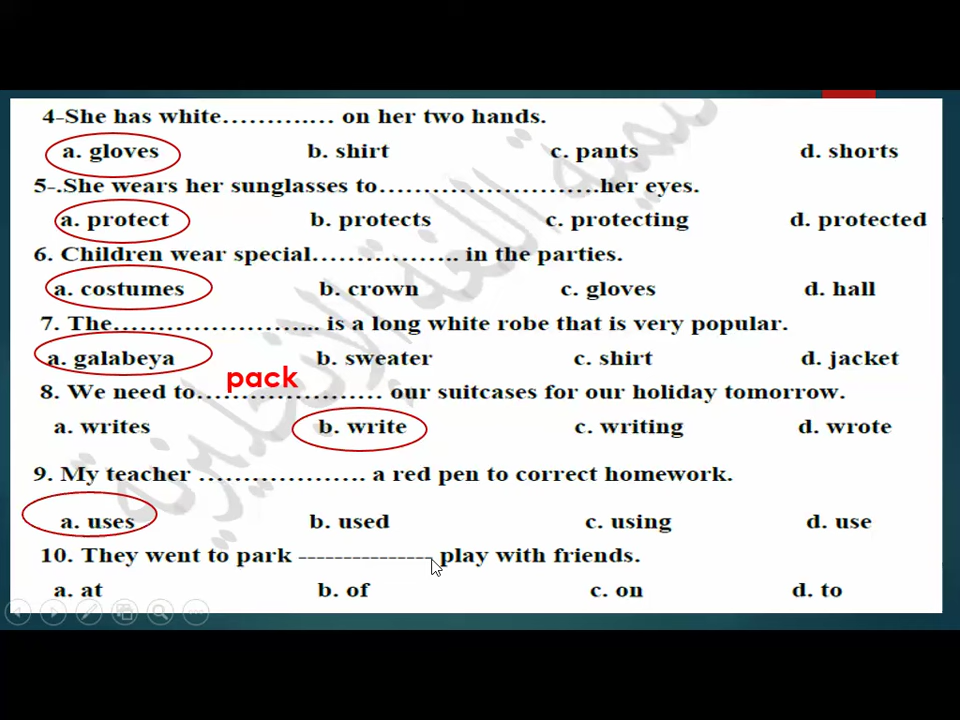 4-She has white……….… on her two hands.
a. gloves b. shirt c. pants d. shorts
5-.She wears her sunglasses to…………………….her eyes.
a. protect b. protects c. protecting d. protected
6. Children wear special…………….. in the parties.
a. costumes b. crown c. gloves d. hall
7. The………………….. is a long white robe that is very popular.
a. galabeya b. sweater c. shirt d. jacket
pack
8. We need to………………… our suitcases for our holiday tomorrow.
a. writes b. write c. writing d. wrote
9. My teacher ………………. a red pen to correct homework.
a. uses b. used c. using d. use
10. They went to park --------------- play with friends.
a. at b. of c. on d. to